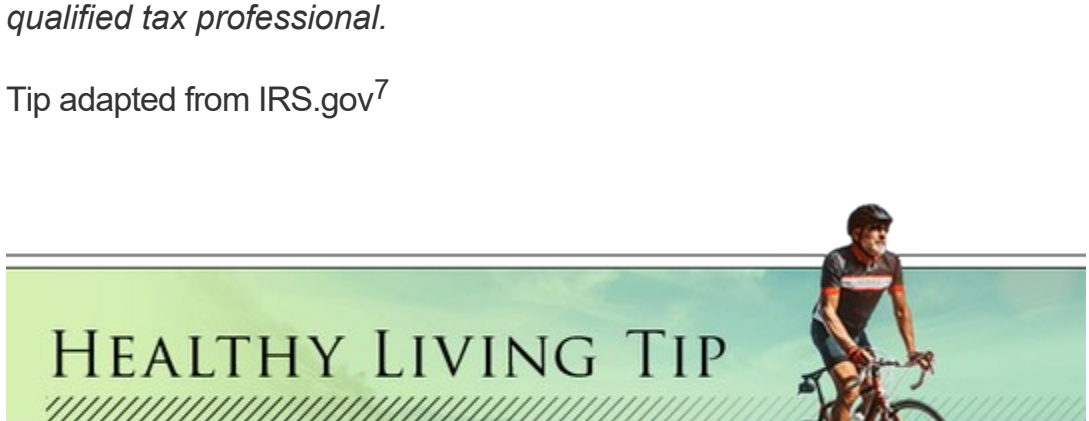 qualified tax professional.
Tip adapted from IRS.gov7
HEALTHY LIVING TIP